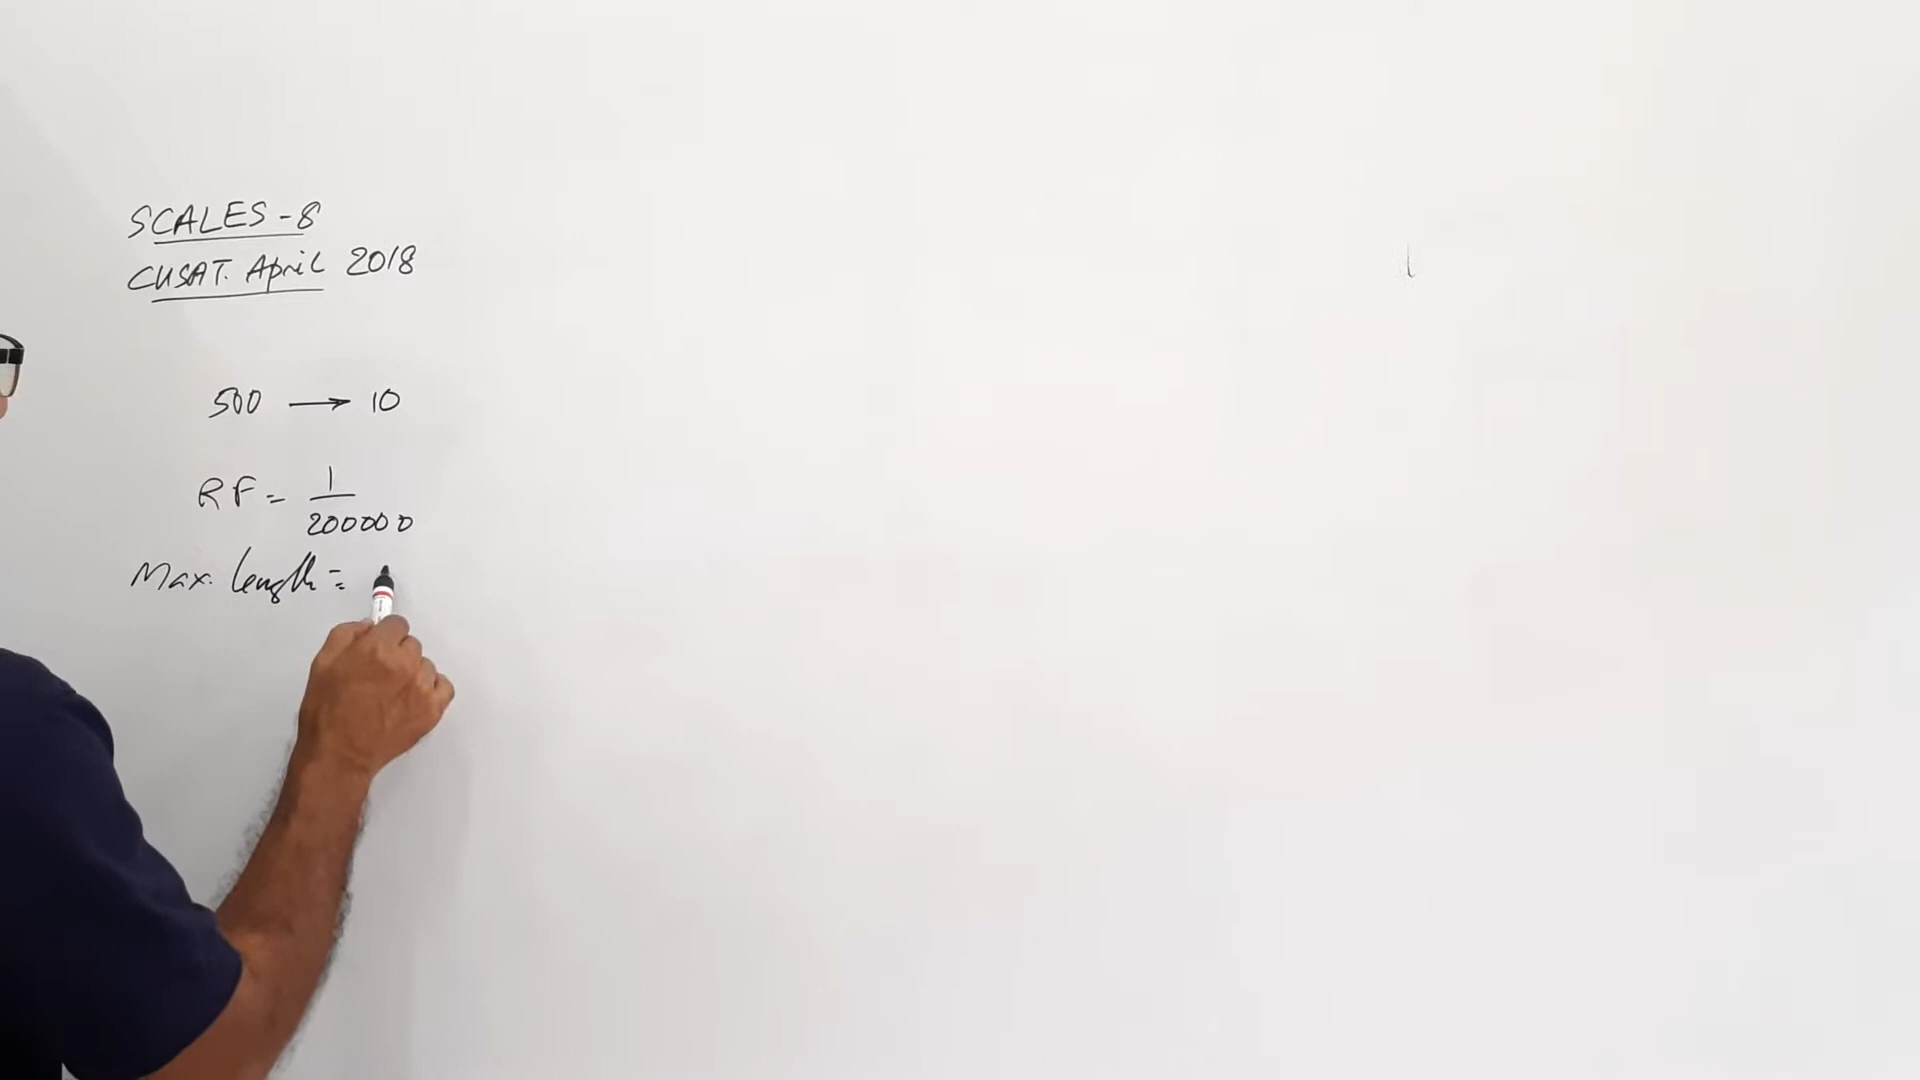 SCALES-8
CUSAT. April 2018
500 → 10
RF = 1/200000
Max. length =